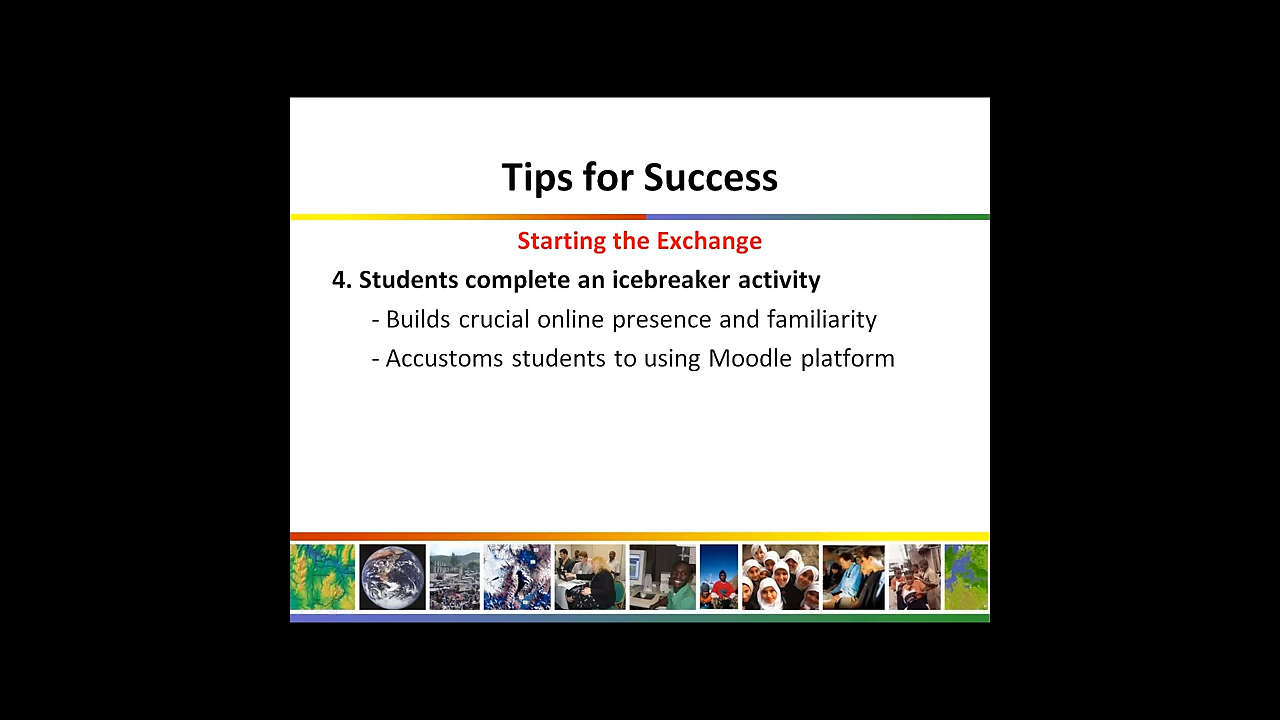 Tips for Success
Starting the Exchange
4. Students complete an icebreaker activity
- Builds crucial online presence and familiarity
- Accustoms students to using Moodle platform